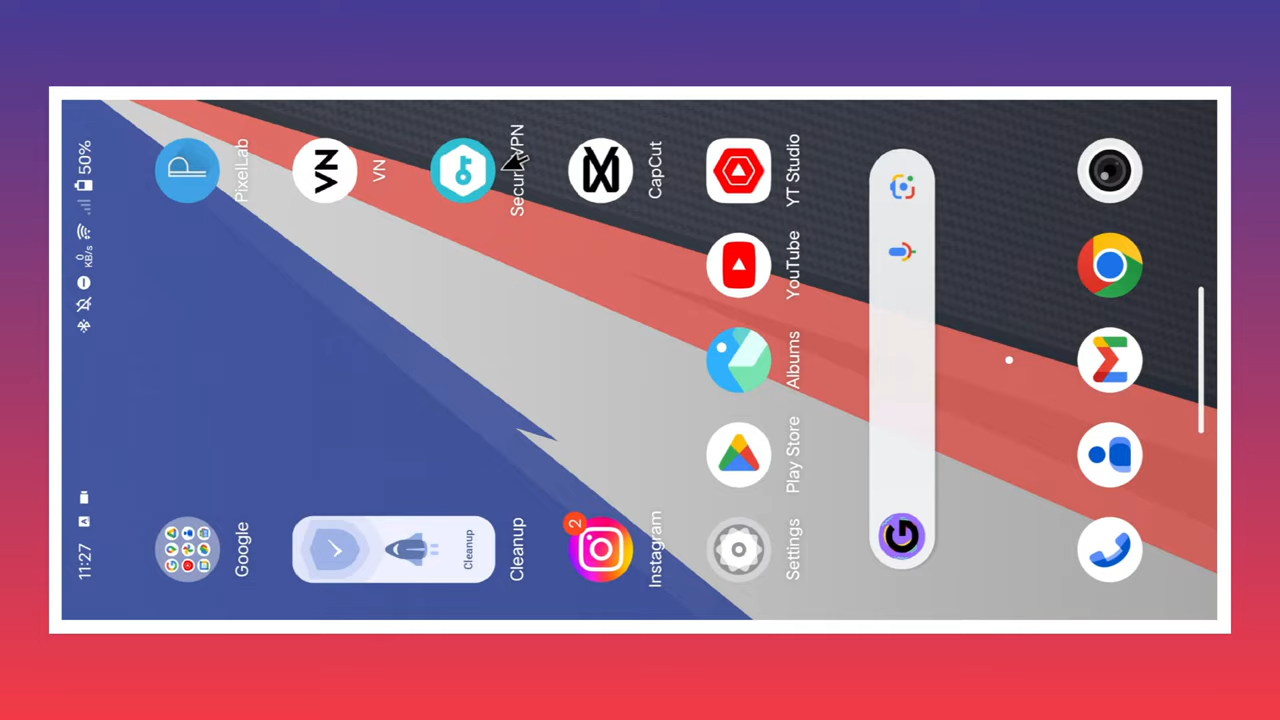 11:27
0
KB/s
50%
Google
PixelLab
VN
VN
Cleanup
Cleanup
CapCut
2
Instagram
Settings
Play Store
Albums
YouTube
YT Studio